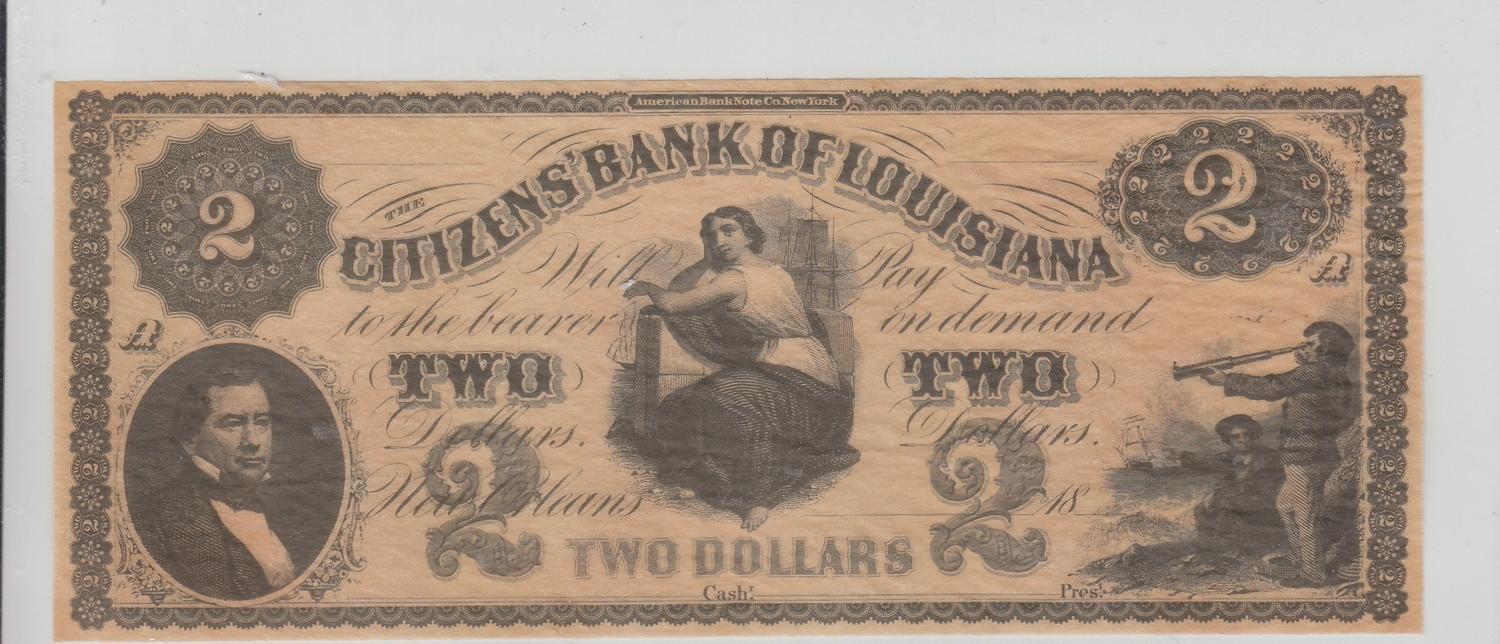 American Bank Note Co. New York
2
2
THE
CITIZENS' BANK OF LOUISIANA
Will Pay
to the bearer on demand
A
A
TWO TWO
Dollars. Dollars.
2 2
New Orleans 18
TWO DOLLARS
Cash.r Pres.t